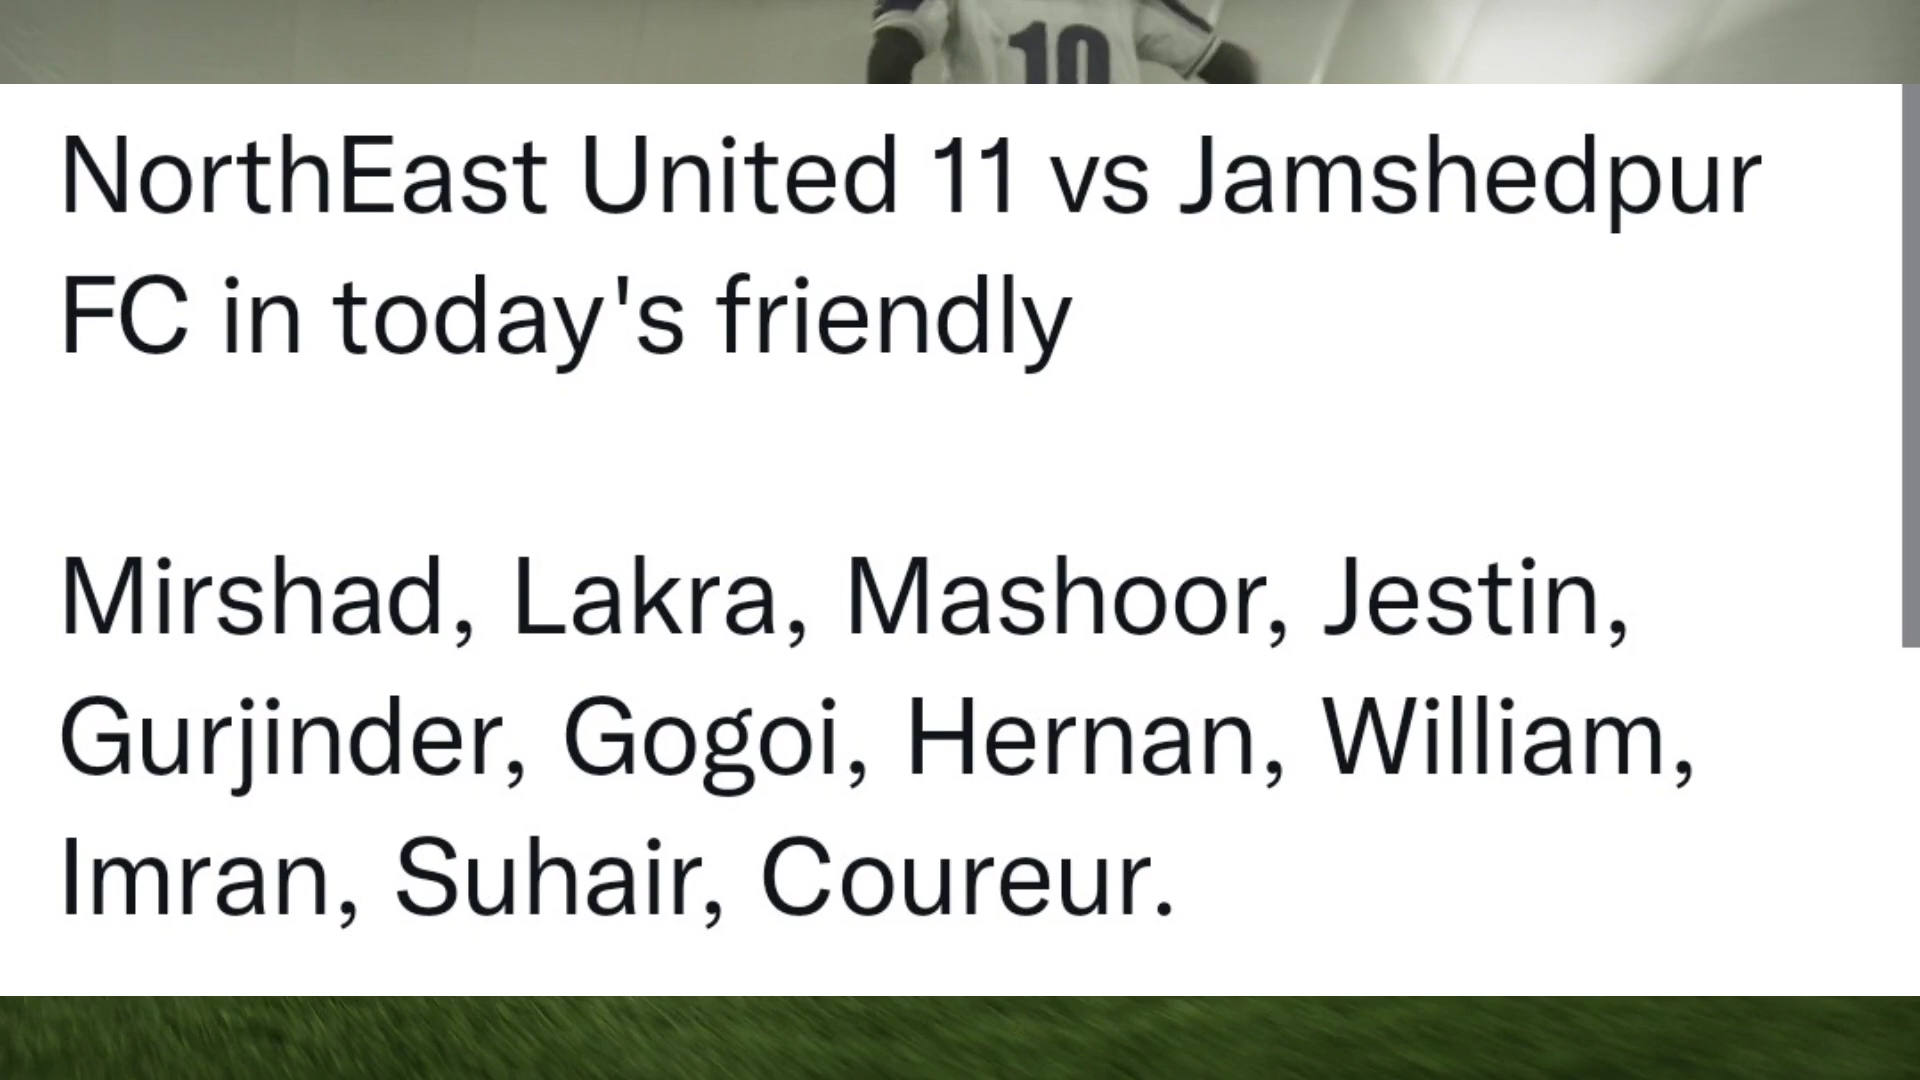 10
NorthEast United 11 vs Jamshedpur
FC in today's friendly
Mirshad, Lakra, Mashoor, Jestin,
Gurjinder, Gogoi, Hernan, William,
Imran, Suhair, Coureur.